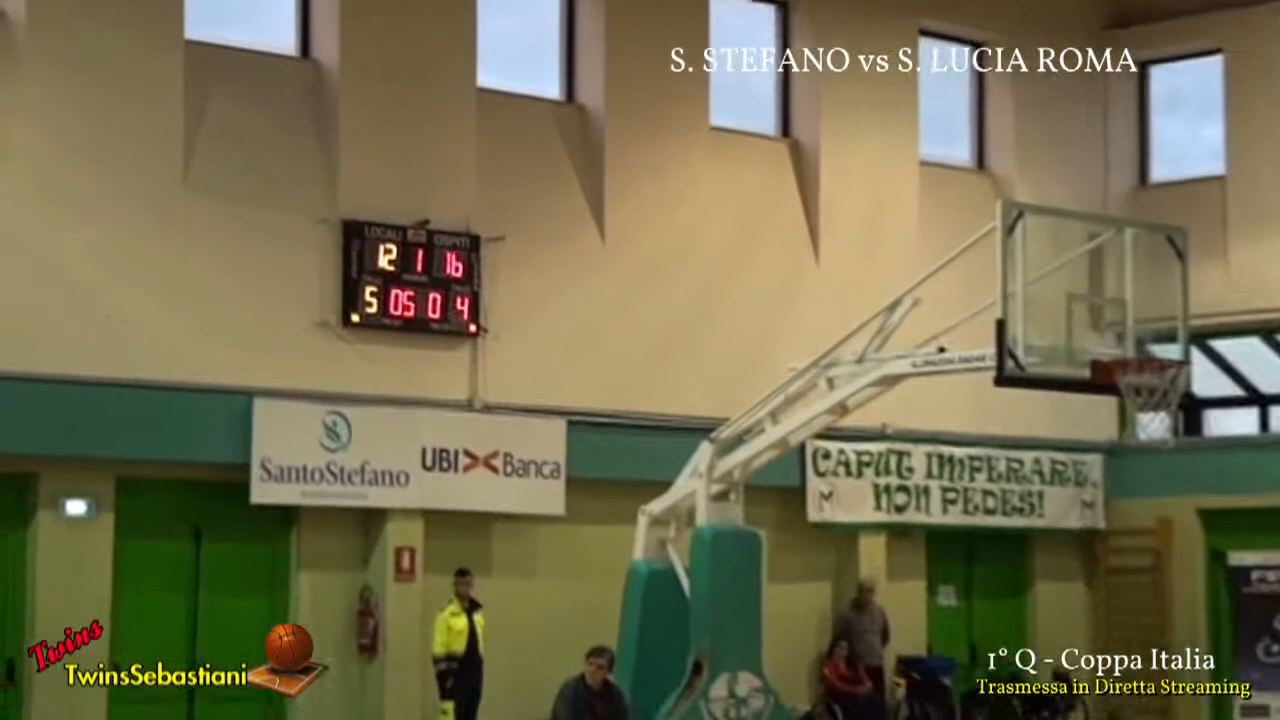 S. STEFANO vs S. LUCIA ROMA
LOCALI OSPITI
12 1 16
5 05 0 4
SantoStefano
UBI Banca
CAPUT IMPERARE,
NON PEDES!
Twins
TwinsSebastiani
1° Q - Coppa Italia
Trasmessa in Diretta Streaming